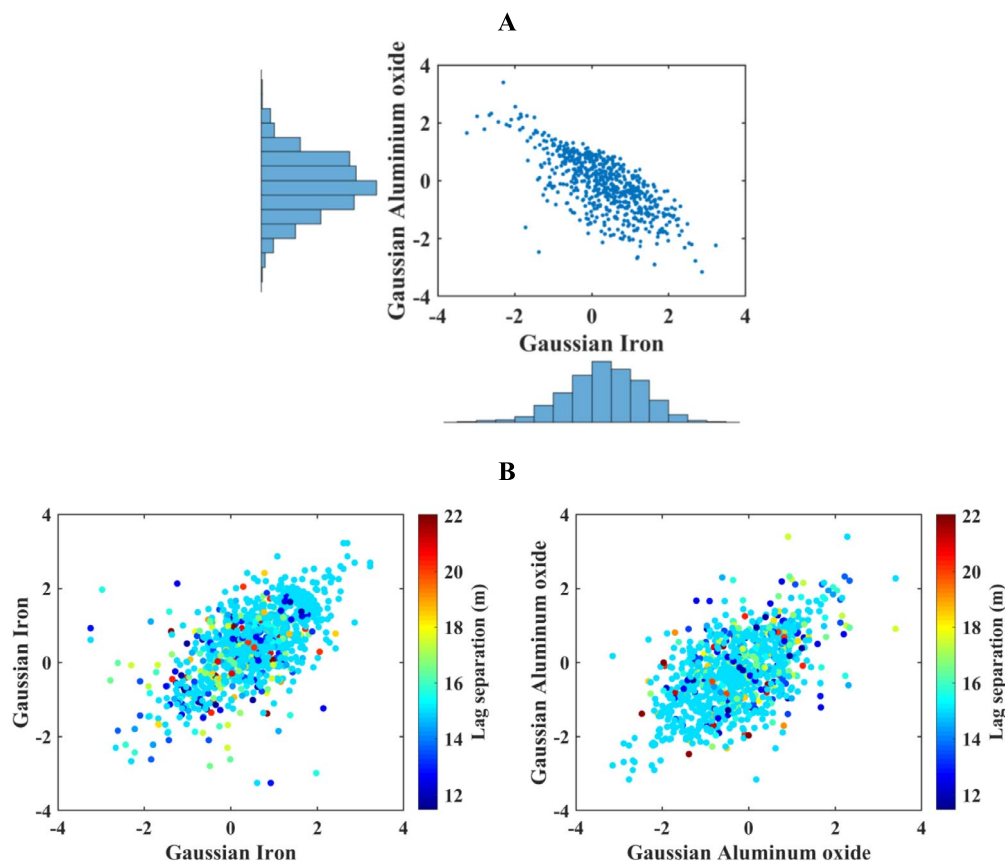 A
Gaussian Aluminium oxide
4
2
0
-2
-4
-4 -2 0 2 4
Gaussian Iron
B
Gaussian Iron
4
2
0
-2
-4
-4 -2 0 2 4
Gaussian Iron
22
20
18
16
14
12
Lag separation (m)
Gaussian Aluminum oxide
4
2
0
-2
-4
-4 -2 0 2 4
Gaussian Aluminum oxide
22
20
18
16
14
12
Lag separation (m)